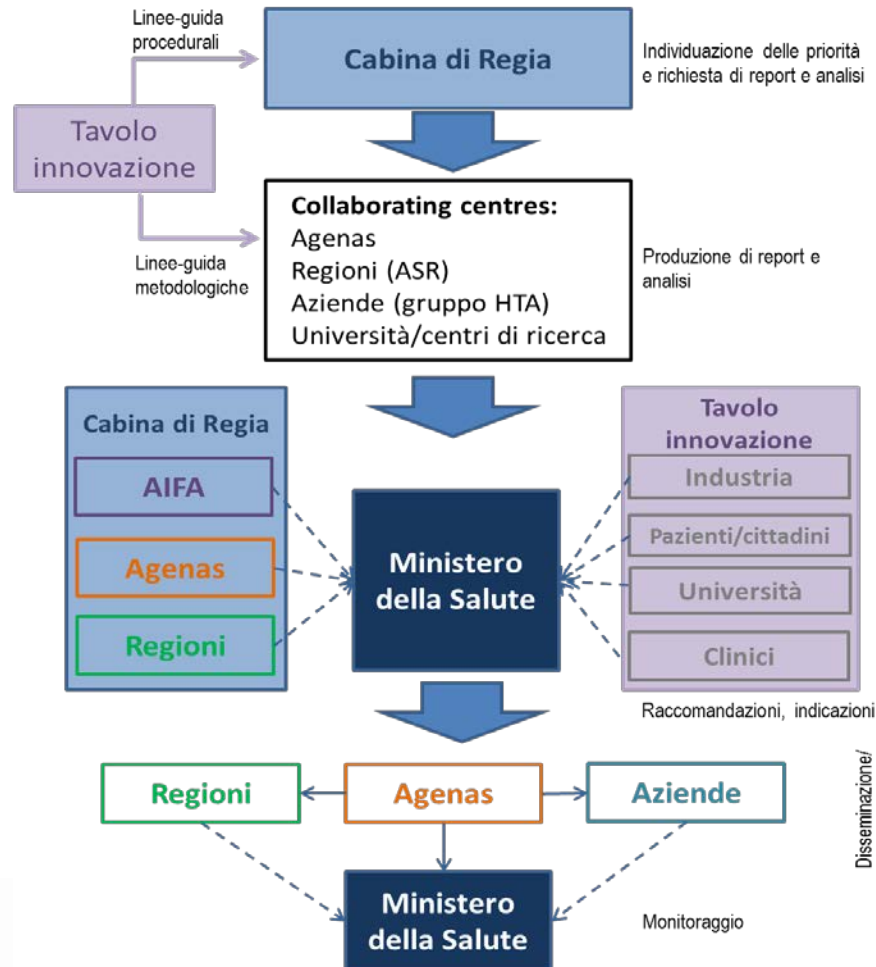 Linee-guida
procedurali
Cabina di Regia
Individuazione delle priorità
e richiesta di report e analisi
Tavolo
innovazione
Linee-guida
metodologiche
Collaborating centres:
Agenas
Regioni (ASR)
Aziende (gruppo HTA)
Università/centri di ricerca
Produzione di report e
analisi
Cabina di Regia
AIFA
Agenas
Regioni
Ministero
della Salute
Tavolo
innovazione
Industria
Pazienti/cittadini
Università
Clinici
Raccomandazioni, indicazioni
Regioni
Agenas
Aziende
Disseminazione/
Ministero
della Salute
Monitoraggio